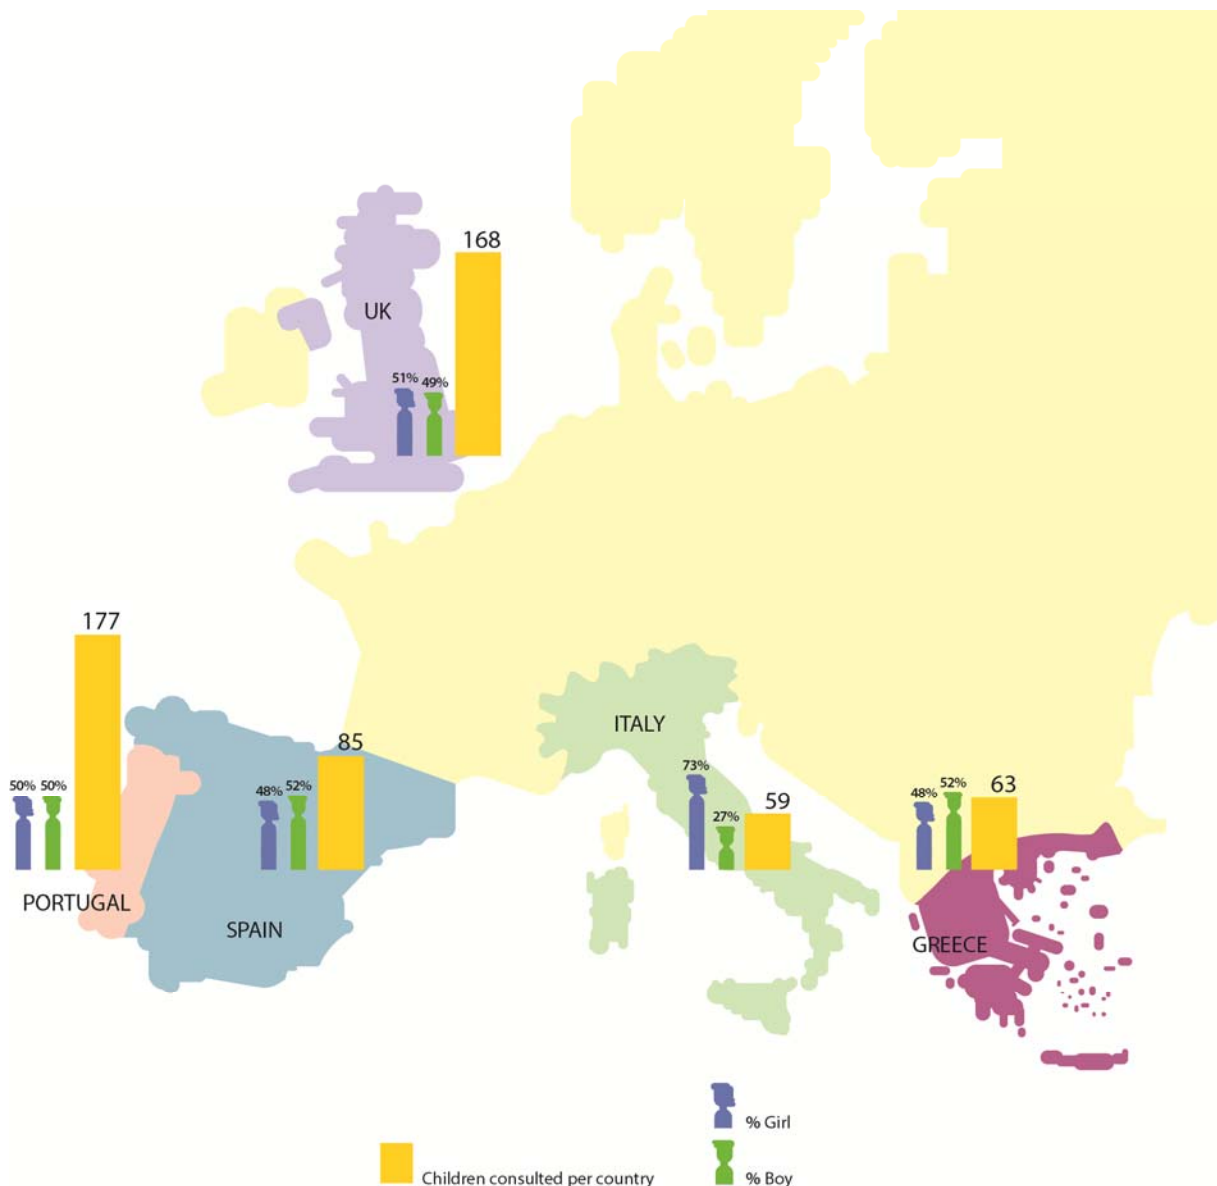 168
UK
51% 49%
177
85
50% 50%
48% 52%
PORTUGAL
SPAIN
ITALY
73%
27%
59
48% 52%
63
GREECE
% Girl
Children consulted per country
% Boy